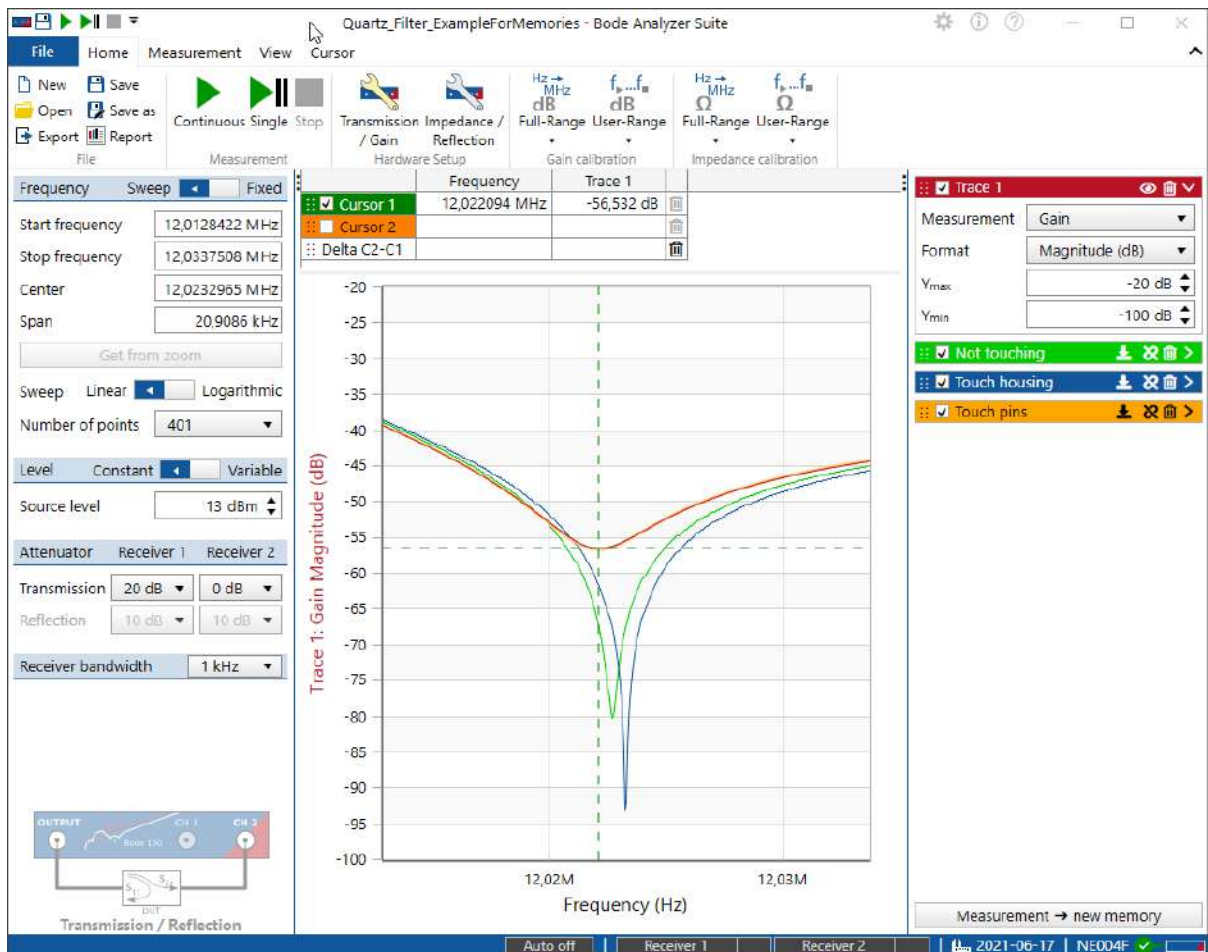 Quartz_Filter_ExampleForMemories - Bode Analyzer Suite
File Home Measurement View Cursor
New Save
Open Save as
Export Report
File
Continuous Single Stop
Measurement
Transmission / Gain
Impedance / Reflection
Hardware Setup
Hz → MHz dB
Full-Range
f...f dB
User-Range
Gain calibration
Hz → MHz Ω
Full-Range
f...f Ω
User-Range
Impedance calibration
Frequency Sweep Fixed
Start frequency 12,0128422 MHz
Stop frequency 12,0337508 MHz
Center 12,0232965 MHz
Span 20,9086 kHz
Get from zoom
Sweep Linear Logarithmic
Number of points 401
Level Constant Variable
Source level 13 dBm
Attenuator Receiver 1 Receiver 2
Transmission 20 dB 0 dB
Reflection 10 dB 10 dB
Receiver bandwidth 1 kHz
OUTPUT CH 1 CH 2
Bode 100
DUT
Transmission / Reflection
Frequency Trace 1
Cursor 1 12,022094 MHz -56,532 dB
Cursor 2
Delta C2-C1
Trace 1: Gain Magnitude (dB)
-20
-25
-30
-35
-40
-45
-50
-55
-60
-65
-70
-75
-80
-85
-90
-95
-100
12,02M 12,03M
Frequency (Hz)
Trace 1
Measurement Gain
Format Magnitude (dB)
Ymax -20 dB
Ymin -100 dB
Not touching
Touch housing
Touch pins
Measurement → new memory
Auto off Receiver 1 Receiver 2 2021-06-17 NE004F